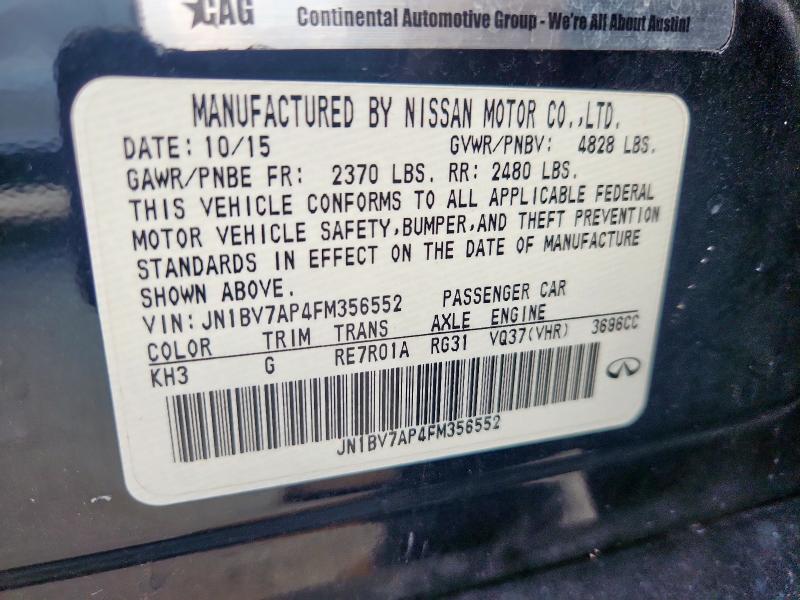 CAG
Continental Automotive Group - We're All About Austin!
MANUFACTURED BY NISSAN MOTOR CO.,LTD.
DATE: 10/15 GVWR/PNBV: 4828 LBS.
GAWR/PNBE FR: 2370 LBS. RR: 2480 LBS.
THIS VEHICLE CONFORMS TO ALL APPLICABLE FEDERAL
MOTOR VEHICLE SAFETY,BUMPER,AND THEFT PREVENTION
STANDARDS IN EFFECT ON THE DATE OF MANUFACTURE
SHOWN ABOVE.
VIN:JN1BV7AP4FM356552 PASSENGER CAR
COLOR TRIM TRANS AXLE ENGINE
KH3 G RE7R01A RG31 VQ37(VHR) 3696CC
JN1BV7AP4FM356552